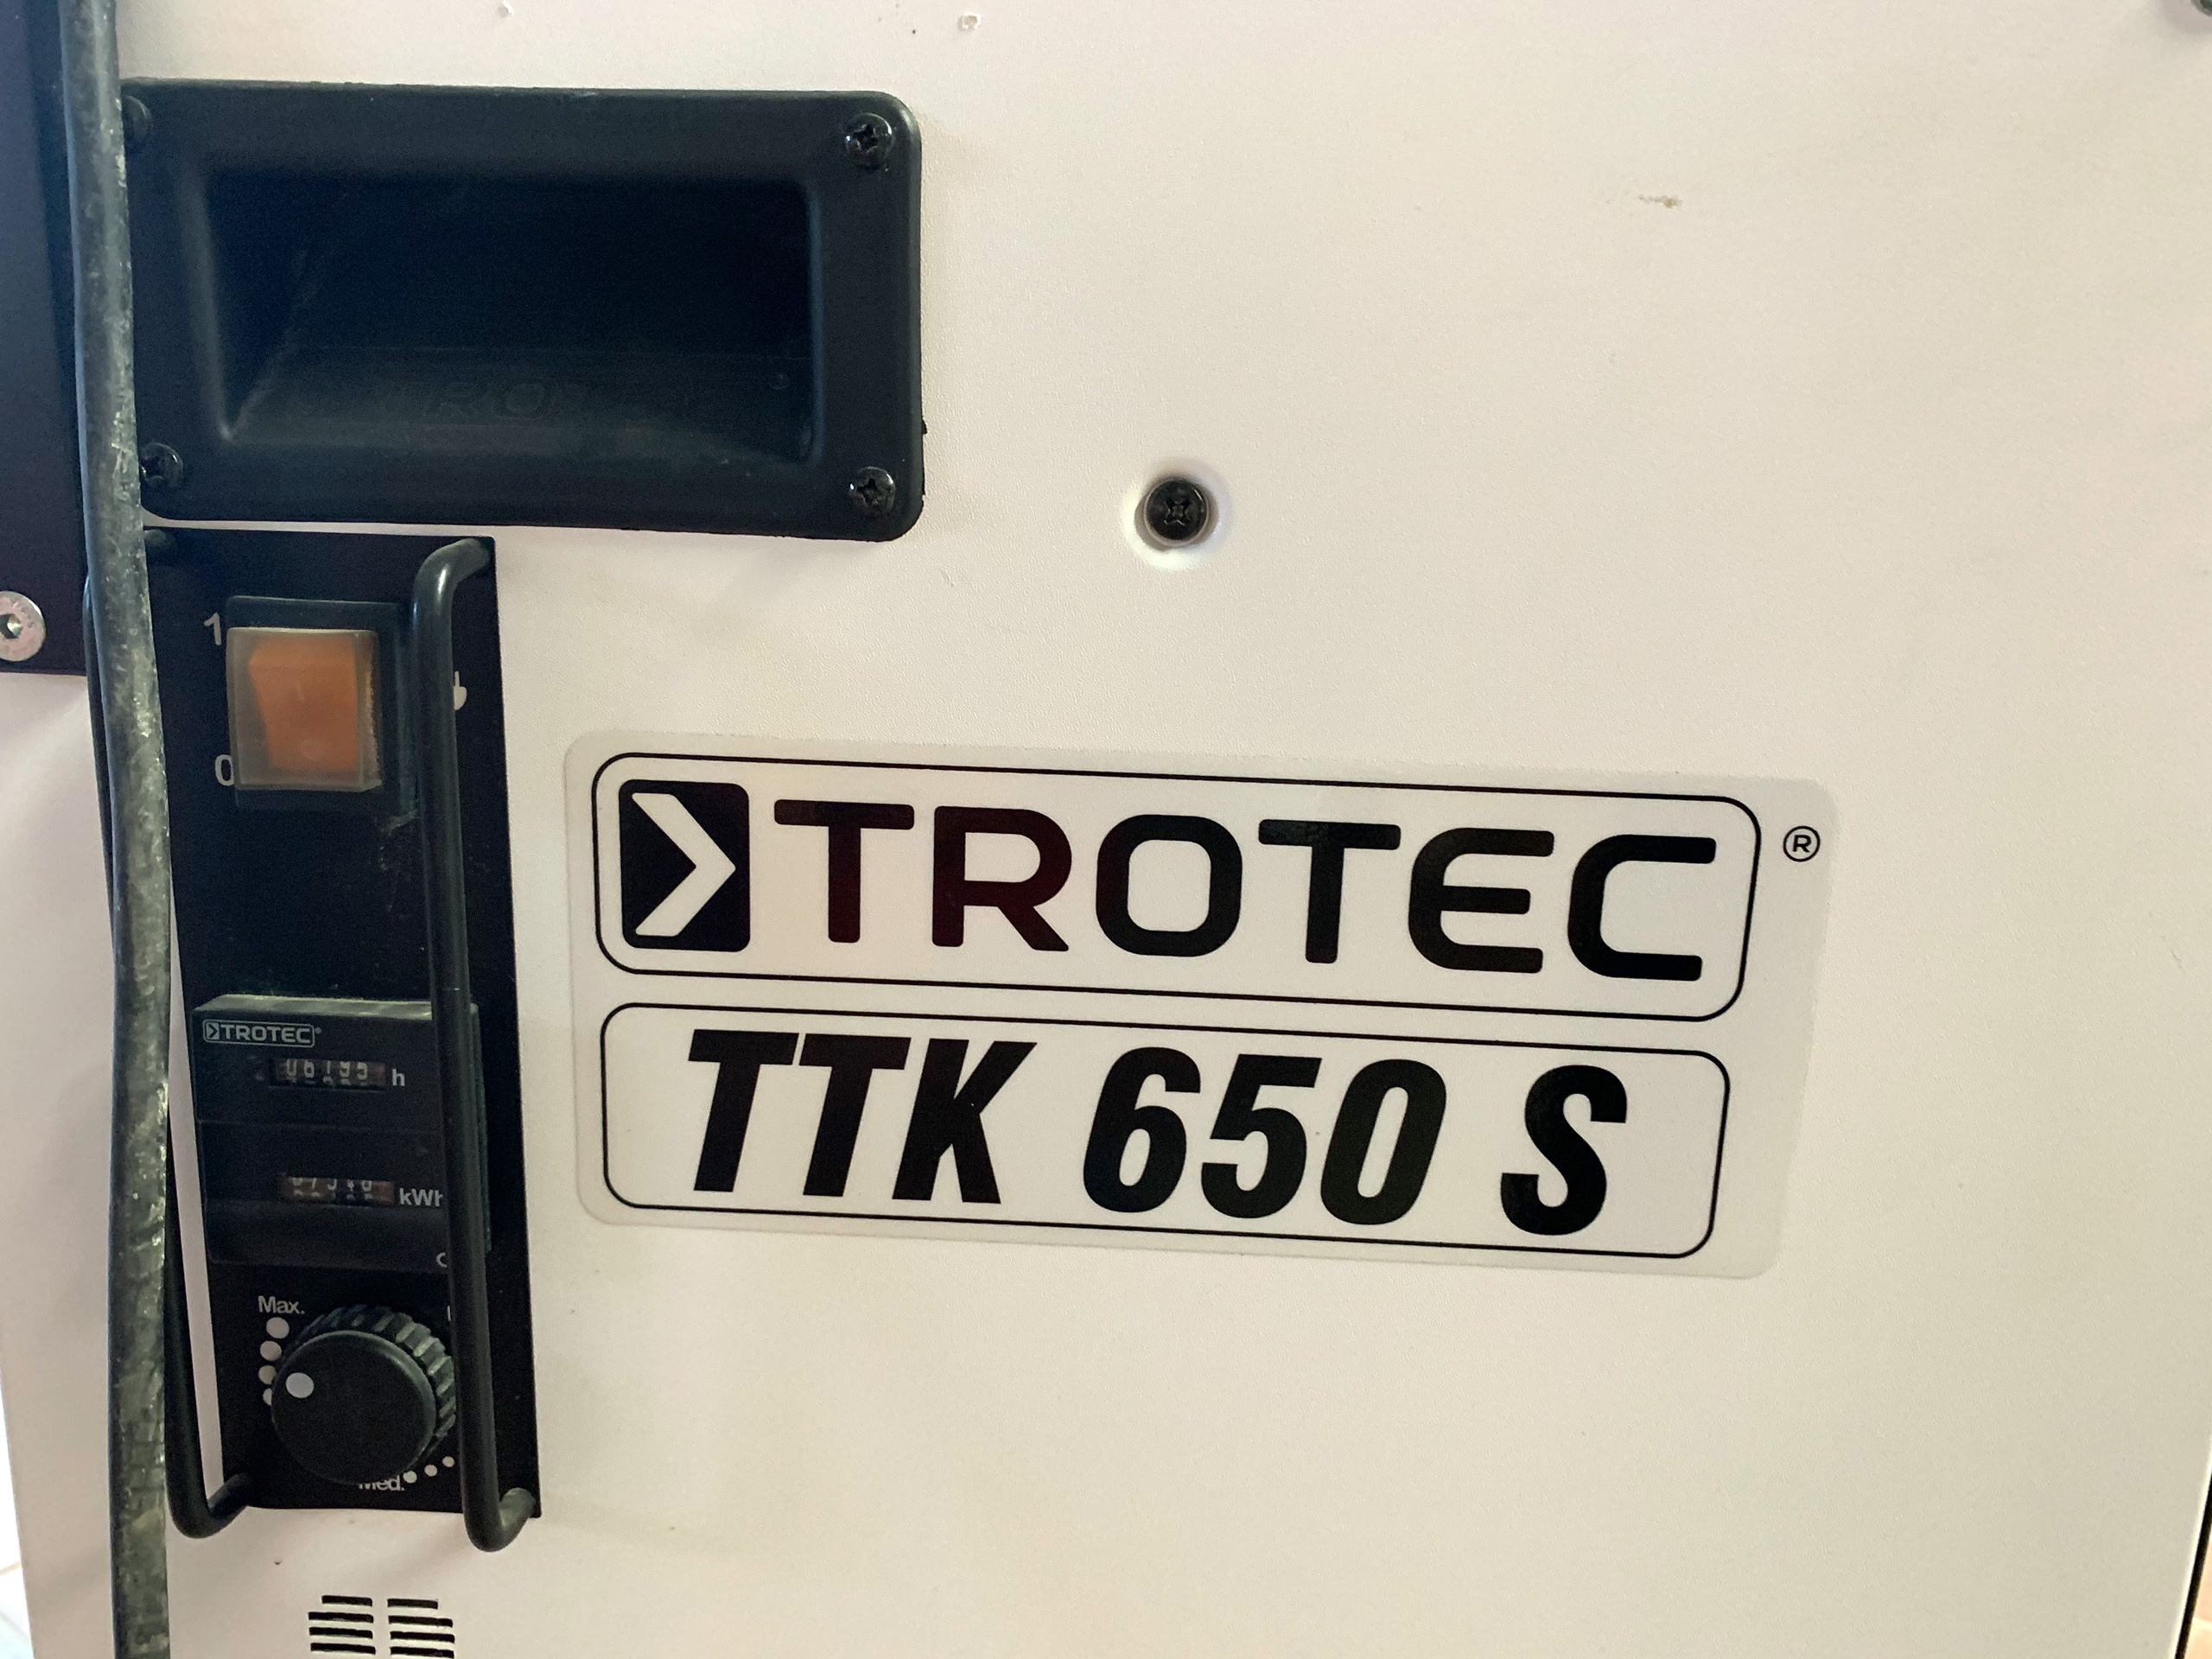 1
0
TROTEC®
TTK 650 S
TROTEC®
h
kWh
Max.
Med.